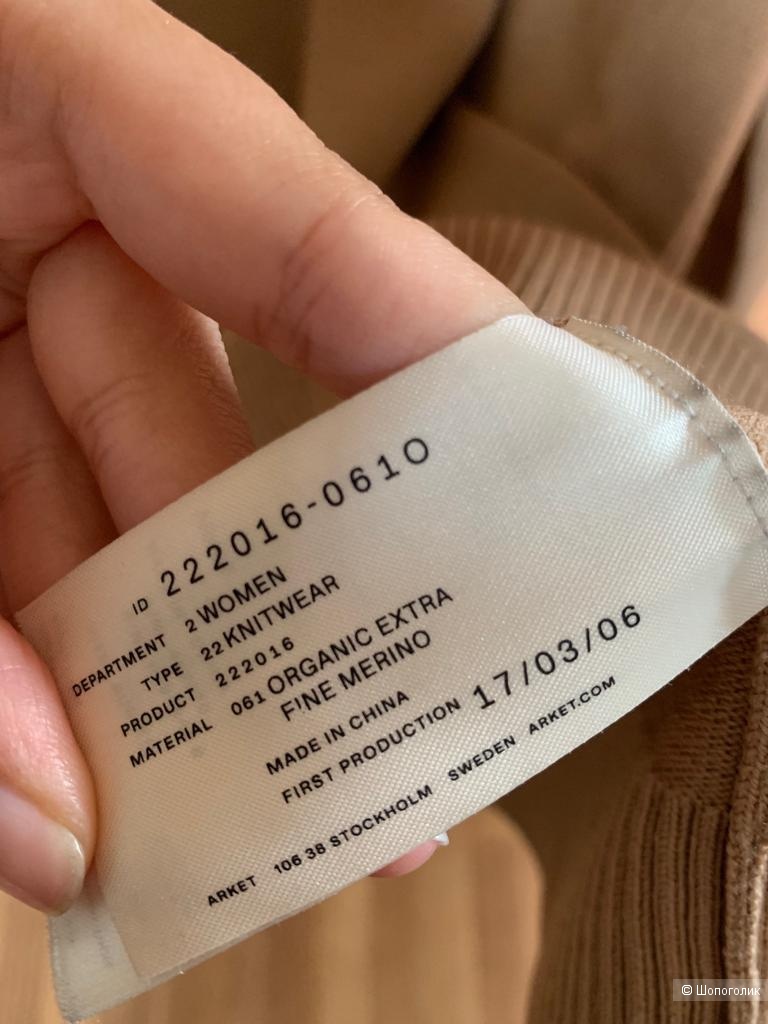 ID 222016-061O
DEPARTMENT 2 WOMEN
TYPE 22 KNITWEAR
PRODUCT 222016
MATERIAL 061 ORGANIC EXTRA
FINE MERINO
MADE IN CHINA
FIRST PRODUCTION 17/03/06
ARKET 106 38 STOCKHOLM SWEDEN ARKET.COM
© Шопоголик